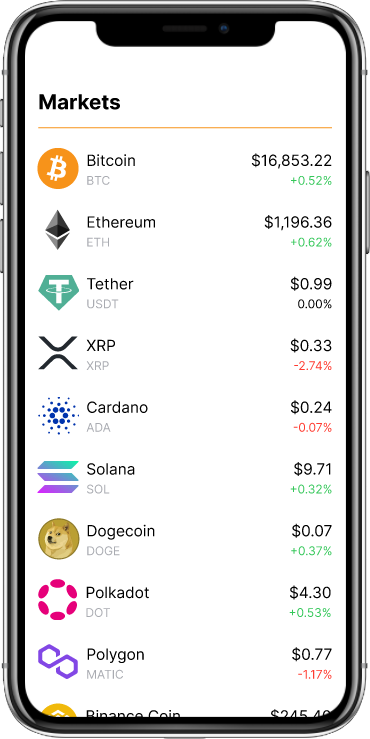 Markets
Bitcoin $16,853.22
BTC +0.52%
Ethereum $1,196.36
ETH +0.62%
Tether $0.99
USDT 0.00%
XRP $0.33
XRP -2.74%
Cardano $0.24
ADA -0.07%
Solana $9.71
SOL +0.32%
Dogecoin $0.07
DOGE +0.37%
Polkadot $4.30
DOT +0.53%
Polygon $0.77
MATIC -1.17%
Binance Coin $245.40